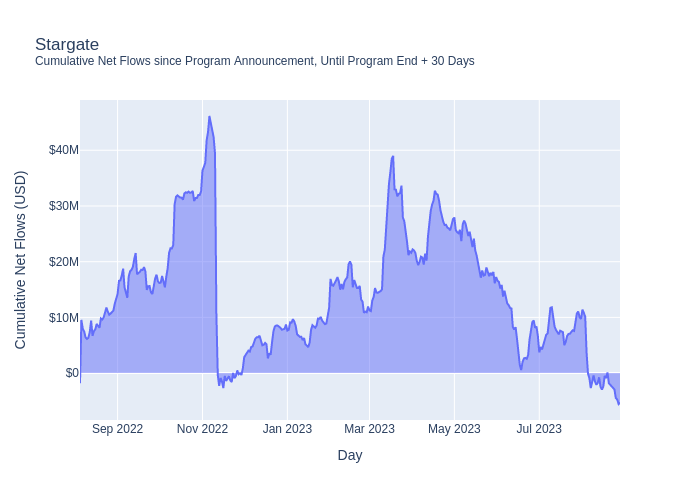 Stargate
Cumulative Net Flows since Program Announcement, Until Program End + 30 Days
Cumulative Net Flows (USD)
$40M
$30M
$20M
$10M
$0
Sep 2022
Nov 2022
Jan 2023
Mar 2023
May 2023
Jul 2023
Day